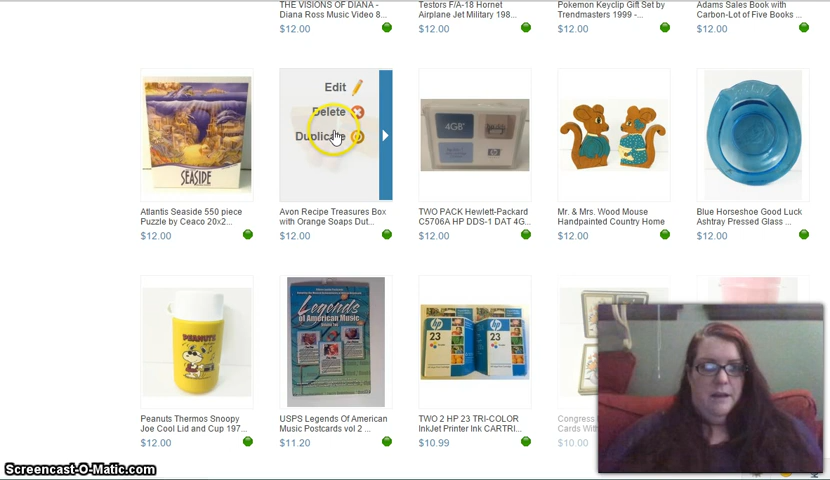 THE VISIONS OF DIANA -
Diana Ross Music Video 8...
$12.00
Testors F/A-18 Hornet
Airplane Jet Military 198...
$12.00
Pokemon Keyclip Gift Set by
Trendmasters 1999 -...
$12.00
Adams Sales Book with
Carbon-Lot of Five Books ...
$12.00
SEASIDE
Edit
Delete
Duplicate
4GB
hp
Atlantis Seaside 550 piece
Puzzle by Ceaco 20x2...
$12.00
Avon Recipe Treasures Box
with Orange Soaps Dut...
$12.00
TWO PACK Hewlett-Packard
C5706A HP DDS-1 DAT 4G...
$12.00
Mr. & Mrs. Wood Mouse
Handpainted Country Home
$12.00
Blue Horseshoe Good Luck
Ashtray Pressed Glass ...
$12.00
PEANUTS
Legends
of American Music
hp
23
hp
23
Peanuts Thermos Snoopy
Joe Cool Lid and Cup 197...
$12.00
USPS Legends Of American
Music Postcards vol 2 ...
$11.20
TWO 2 HP 23 TRI-COLOR
InkJet Printer Ink CARTRI...
$10.99
Congress
Cards With
$10.00
Screencast-O-Matic.com